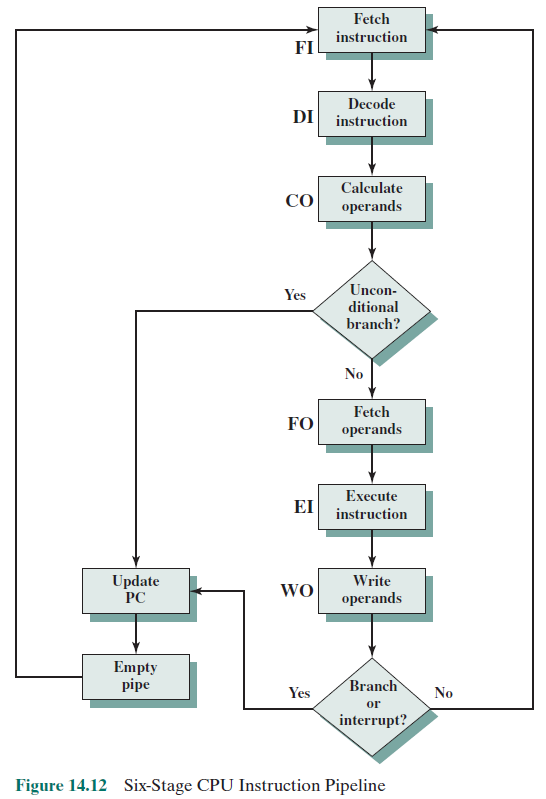 Fetch
instruction
FI
Decode
instruction
DI
Calculate
operands
CO
Uncon-
ditional
branch?
Yes
No
Fetch
operands
FO
Execute
instruction
EI
Update
PC
Write
operands
WO
Empty
pipe
Branch
or
interrupt?
Yes
No
Figure 14.12 Six-Stage CPU Instruction Pipeline